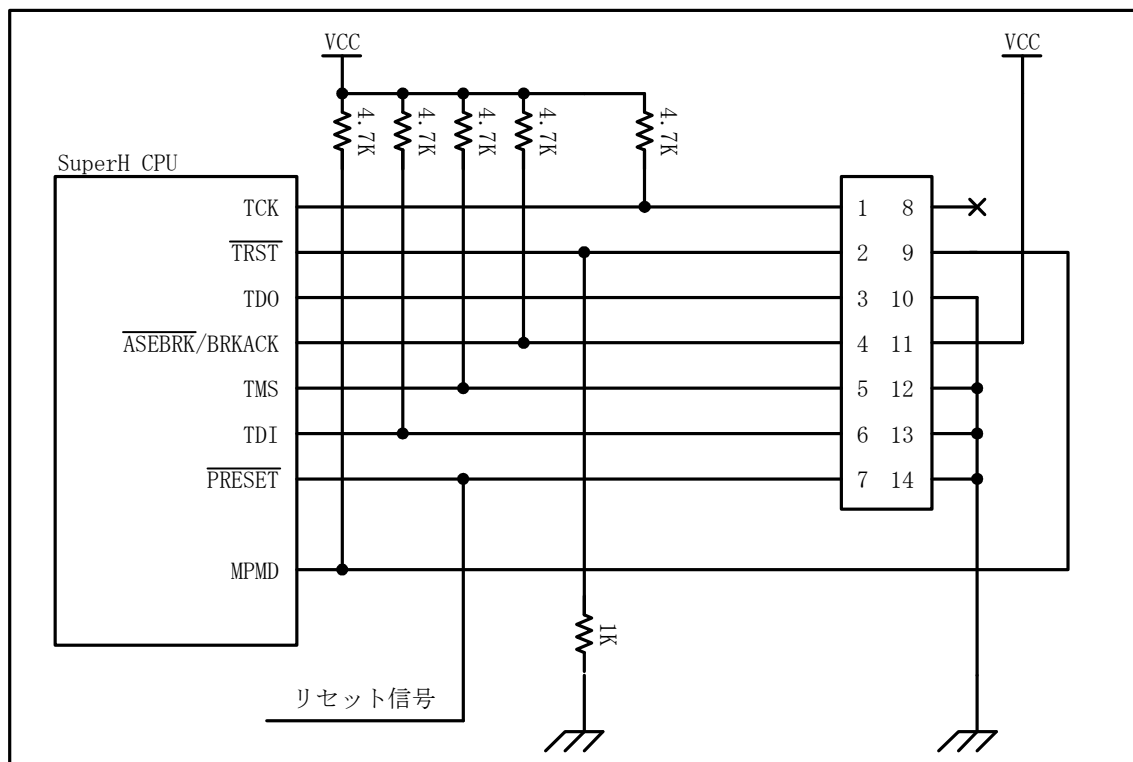 VCC
VCC
4.7K
4.7K
4.7K
4.7K
4.7K
SuperH CPU
TCK
1 8
TRST
2 9
TDO
3 10
ASEBRK/BRKACK
4 11
TMS
5 12
TDI
6 13
PRESET
7 14
MPMD
1K
リセット信号